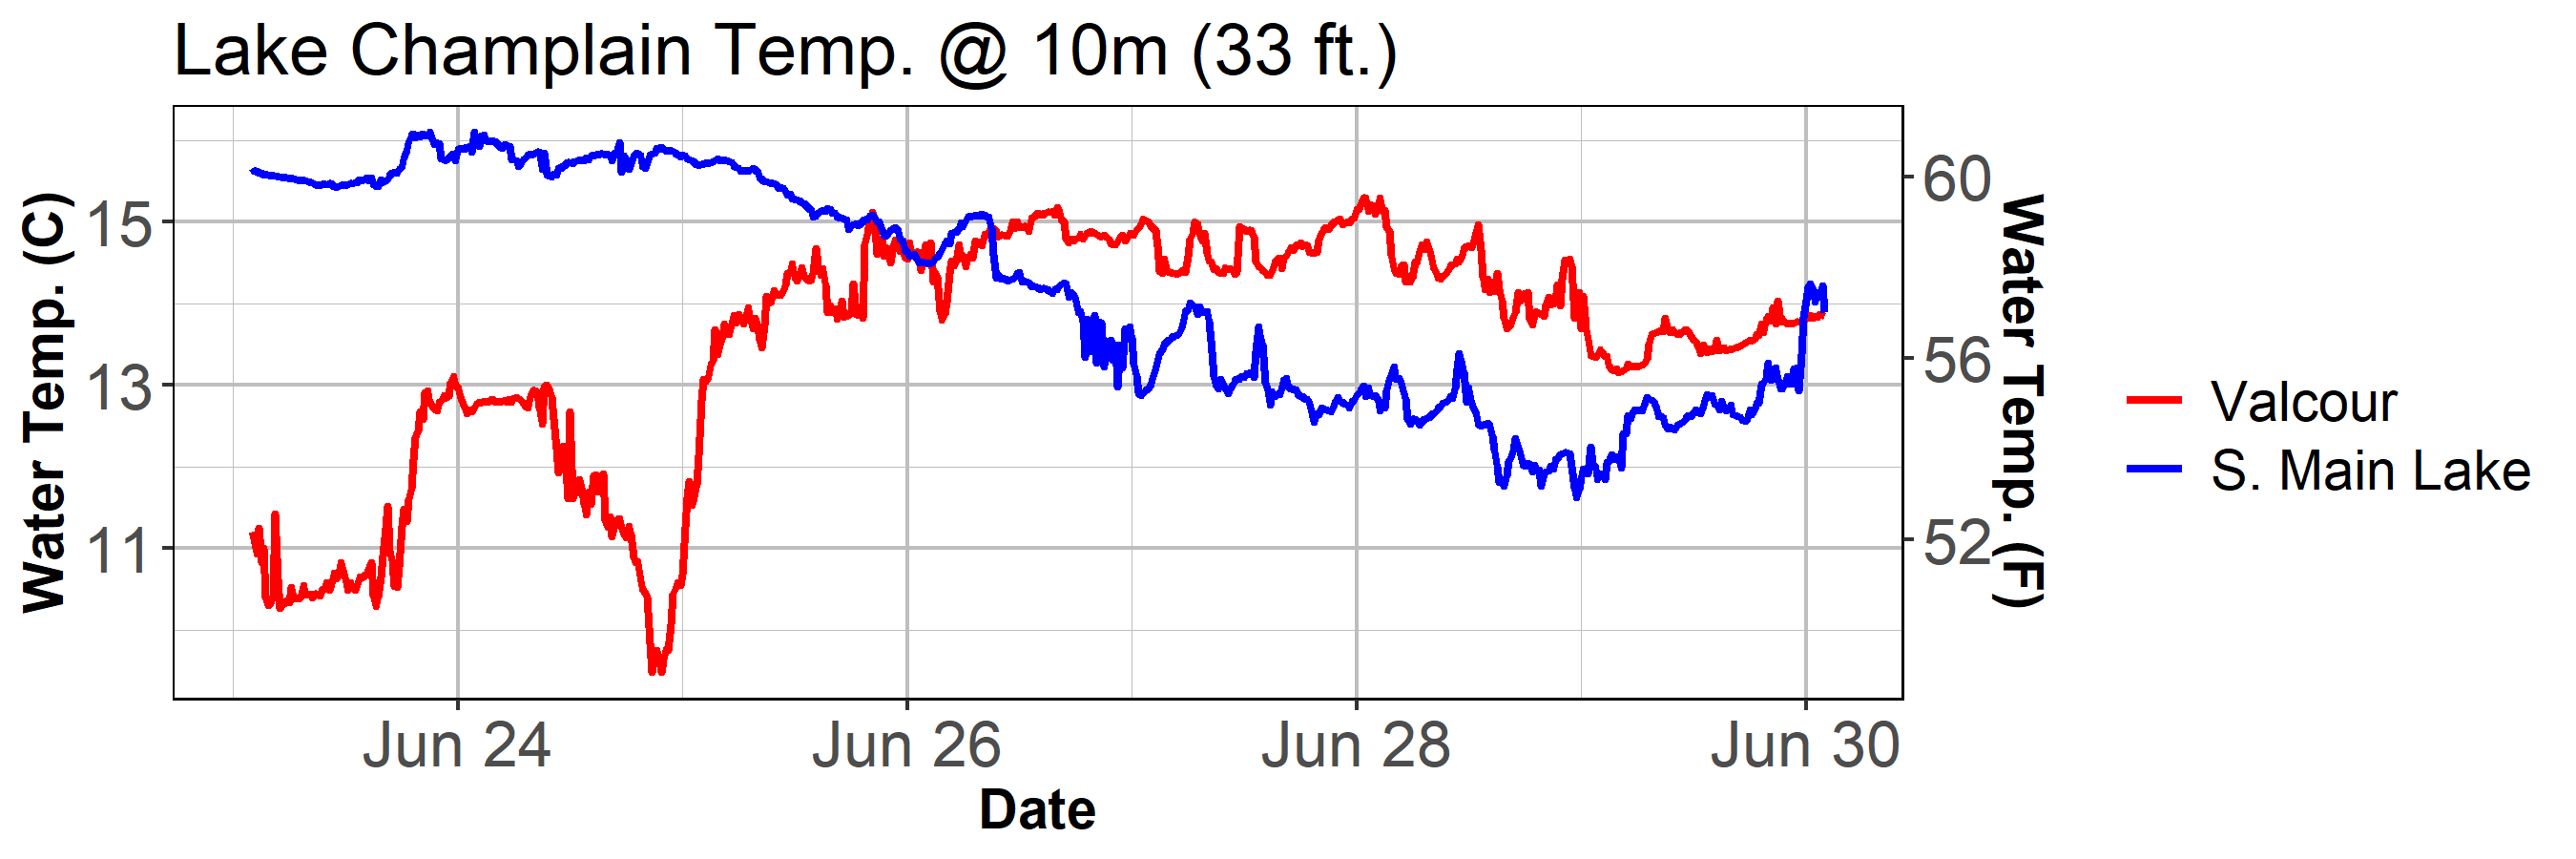 Lake Champlain Temp. @ 10m (33 ft.)
Water Temp. (C)
15
13
11
60
56
52
Water Temp. (F)
Jun 24
Jun 26
Jun 28
Jun 30
Date
Valcour
S. Main Lake